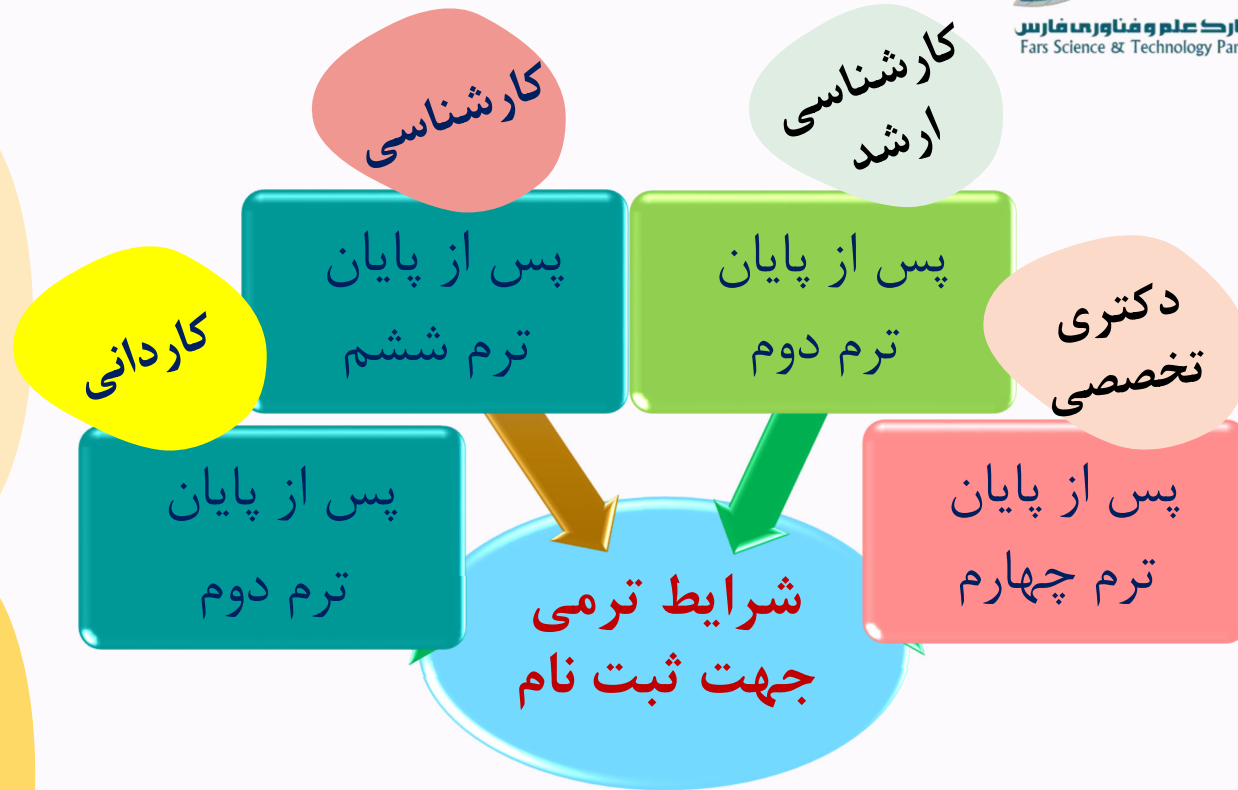 پارک علم و فناوری فارس
Fars Science & Technology Par
کارشناسی
ارشد
کارشناسی
پس از پایان
ترم دوم
پس از پایان
ترم ششم
دکتری
تخصصی
کاردانی
پس از پایان
ترم چهارم
پس از پایان
ترم دوم
شرایط ترمی
جهت ثبت نام